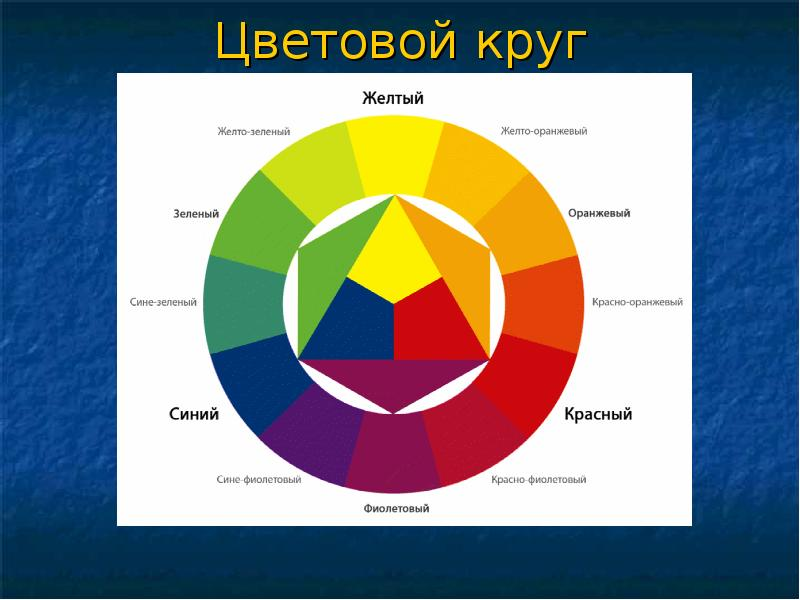 Цветовой круг
Желтый
Желто-зеленый
Желто-оранжевый
Зеленый
Оранжевый
Сине-зеленый
Красно-оранжевый
Синий
Красный
Сине-фиолетовый
Красно-фиолетовый
Фиолетовый